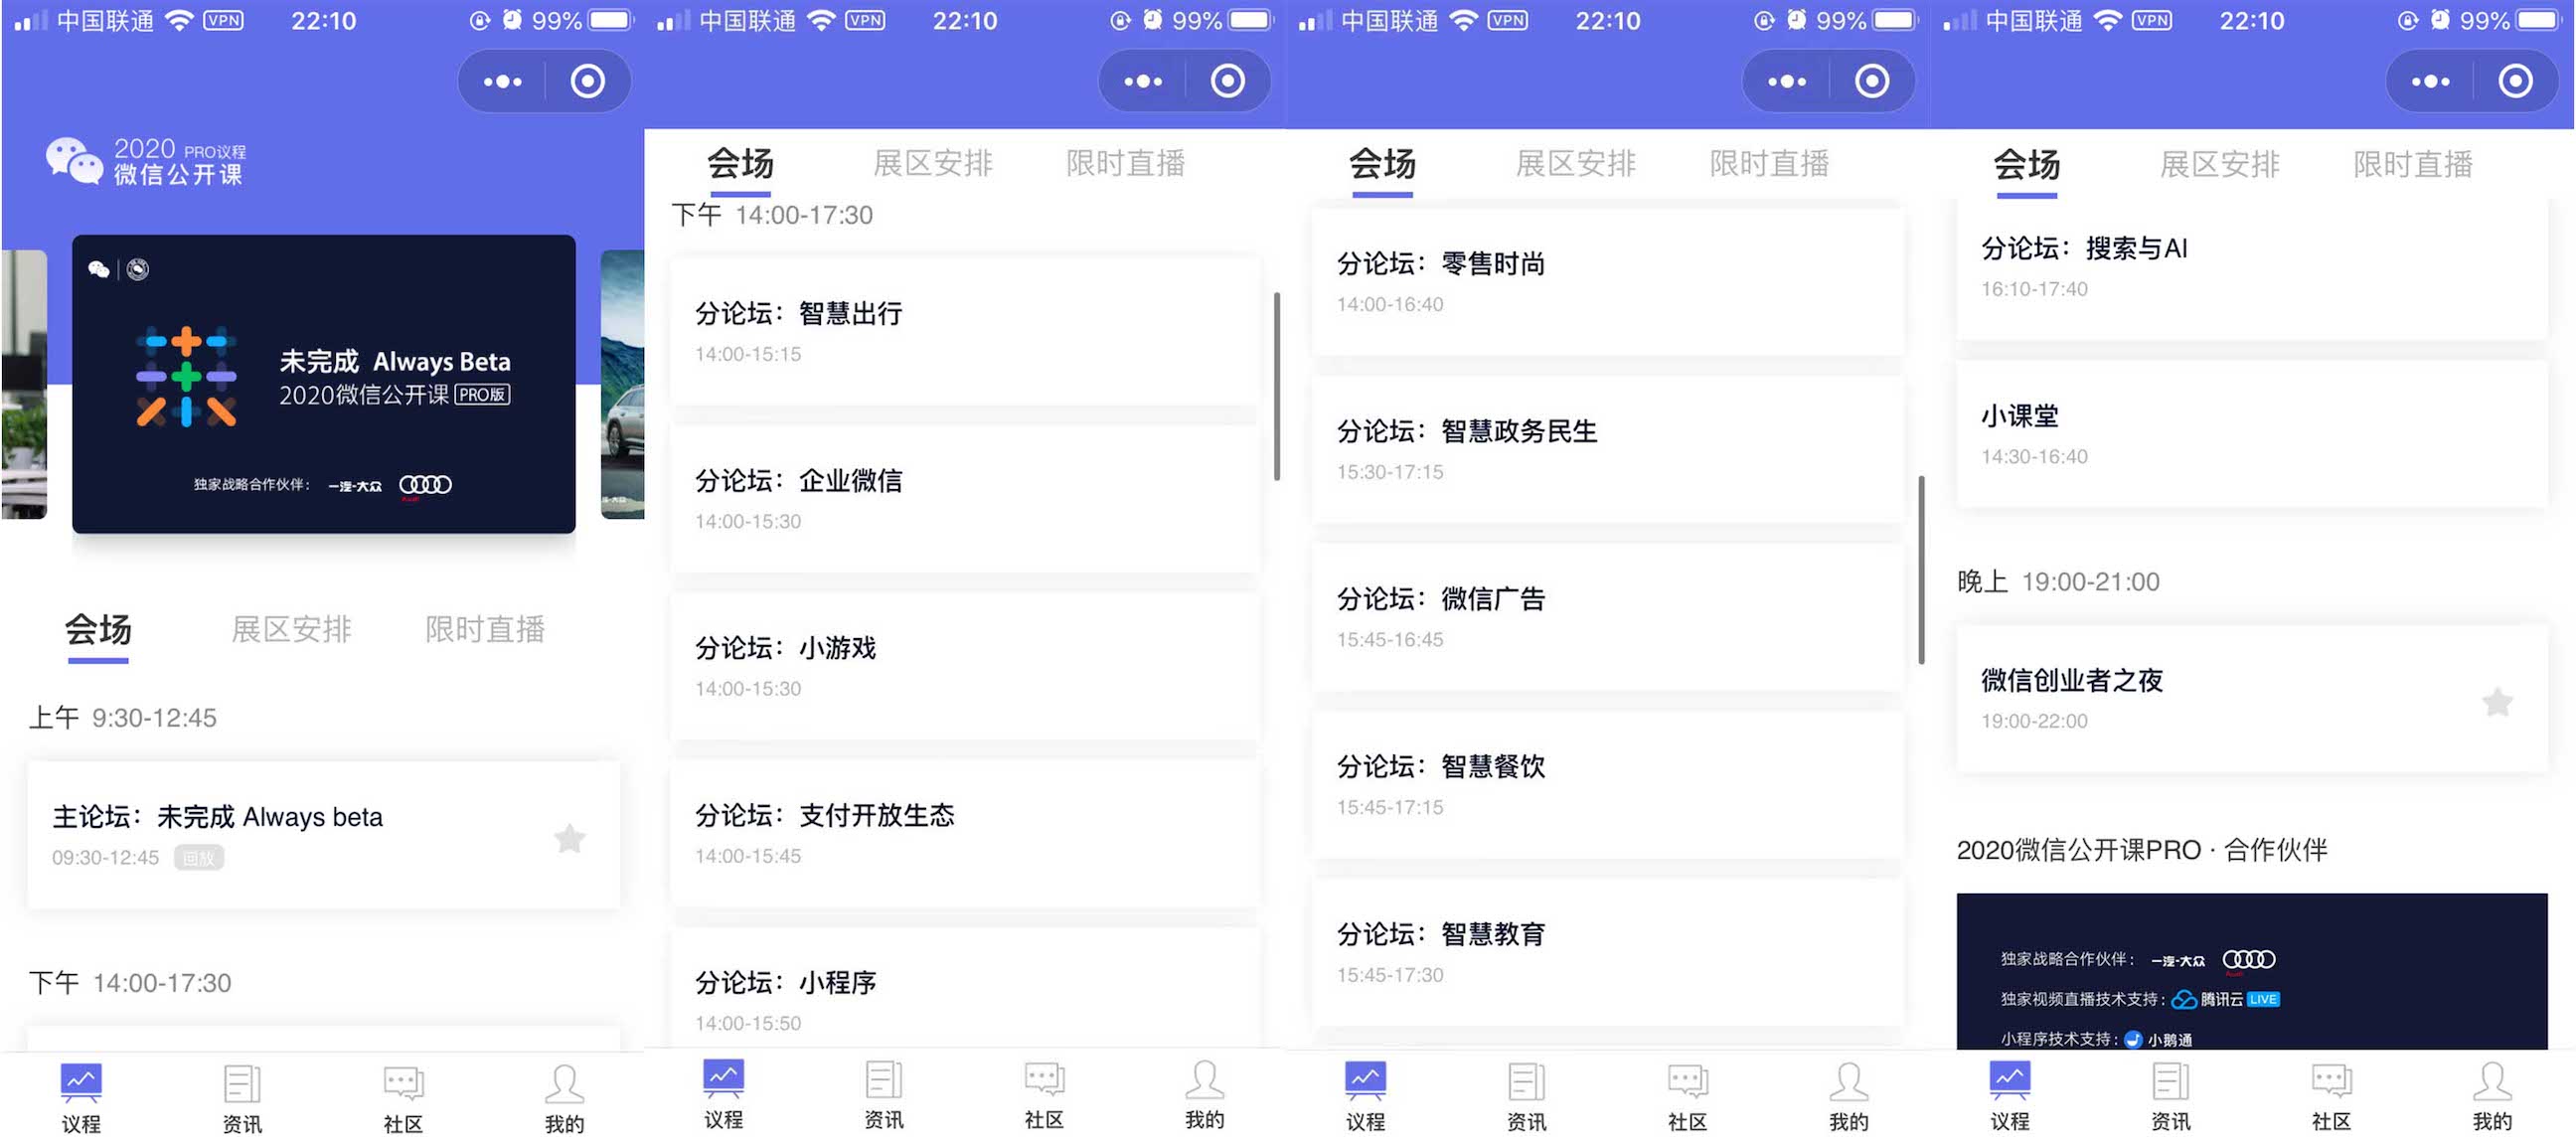 中国联通 VPN 22:10 99%
2020 PRO议程
微信公开课
未完成 Always Beta
2020微信公开课 PRO版
独家战略合作伙伴： 一汽-大众
会场 展区安排 限时直播
上午 9:30-12:45
主论坛：未完成 Always beta
09:30-12:45 回放
下午 14:00-17:30
议程 资讯 社区 我的
中国联通 VPN 22:10 99%
会场 展区安排 限时直播
下午 14:00-17:30
分论坛：智慧出行
14:00-15:15
分论坛：企业微信
14:00-15:30
分论坛：小游戏
14:00-15:30
分论坛：支付开放生态
14:00-15:45
分论坛：小程序
14:00-15:50
议程 资讯 社区 我的
中国联通 VPN 22:10 99%
会场 展区安排 限时直播
分论坛：零售时尚
14:00-16:40
分论坛：智慧政务民生
15:30-17:15
分论坛：微信广告
15:45-16:45
分论坛：智慧餐饮
15:45-17:15
分论坛：智慧教育
15:45-17:30
议程 资讯 社区 我的
中国联通 VPN 22:10 99%
会场 展区安排 限时直播
分论坛：搜索与AI
16:10-17:40
小课堂
14:30-16:40
晚上 19:00-21:00
微信创业者之夜
19:00-22:00
2020微信公开课PRO · 合作伙伴
独家战略合作伙伴： 一汽-大众
独家视频直播技术支持： 腾讯云 LIVE
小程序技术支持： 小鹅通
议程 资讯 社区 我的